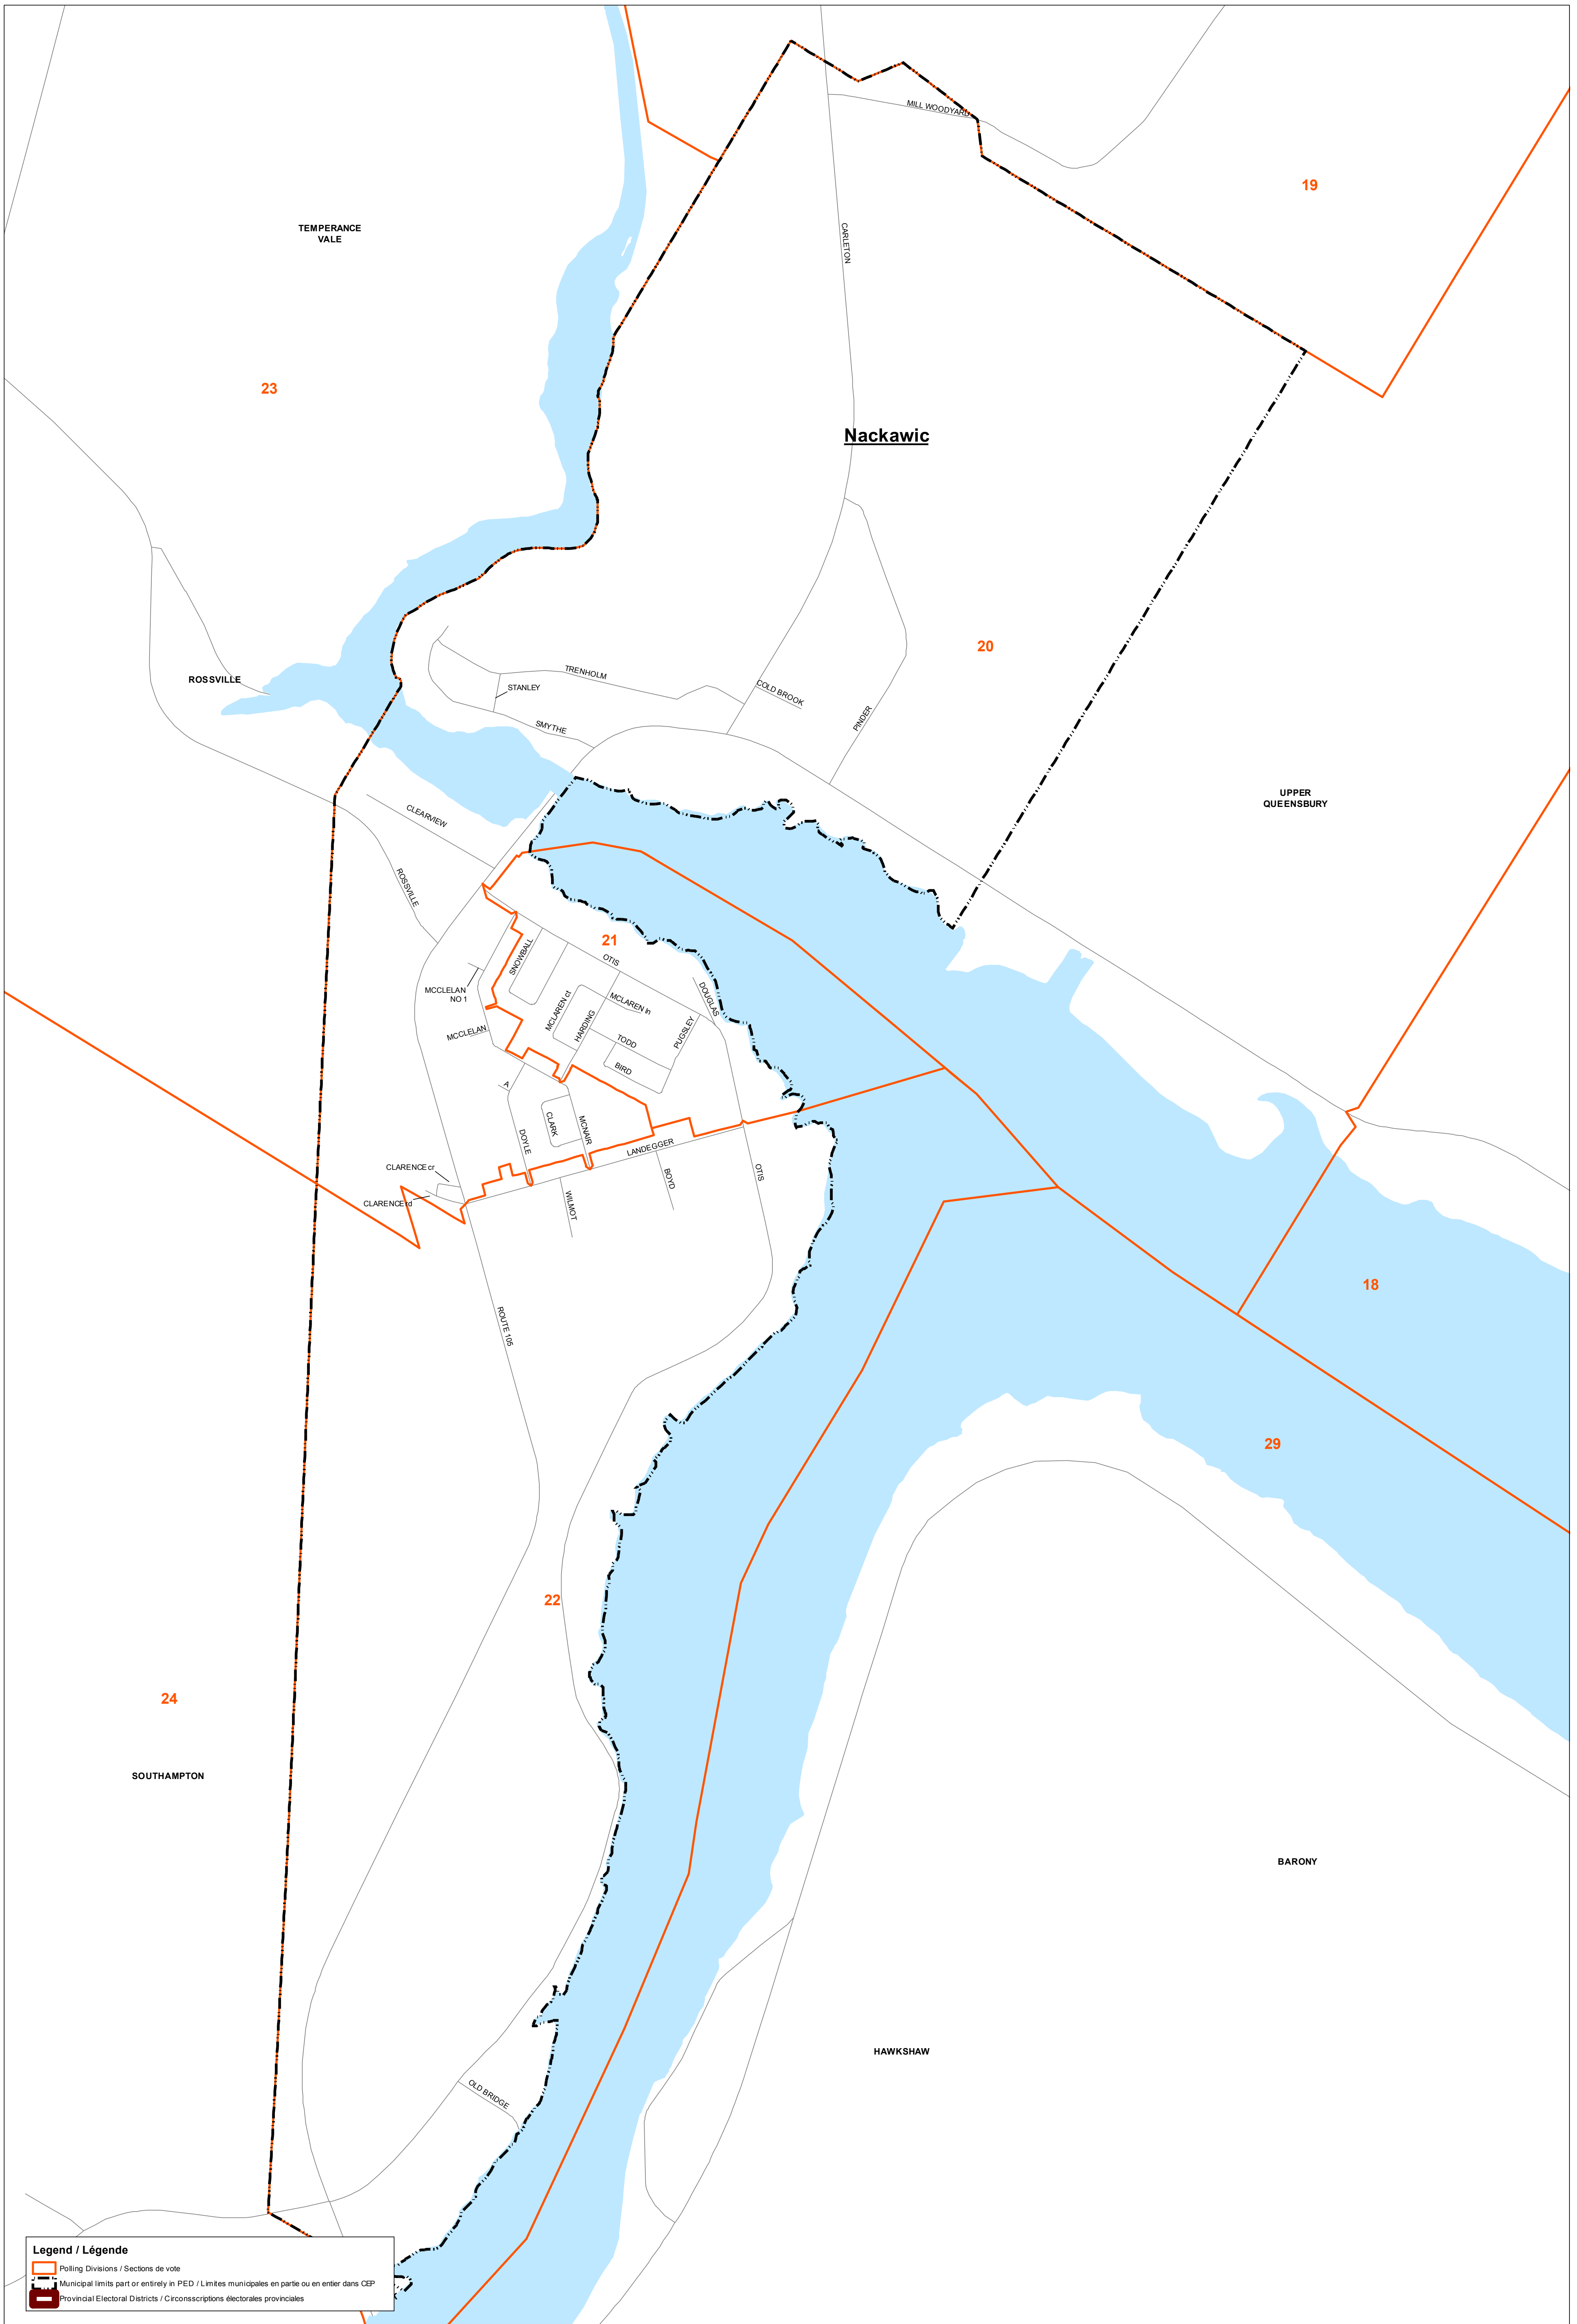 MILL WOODYARD
19
TEMPERANCE
VALE
CARLETON
23
Nackawic
20
ROSSVILLE
TRENHOLM
STANLEY
COLD BROOK
SMYTHE
PINDER
UPPER
QUEENSBURY
CLEARVIEW
ROSSVILLE
21
SNOWBALL
OTIS
MCCLELAN
NO 1
MCLAREN ct
MCLAREN ln
DOUGLAS
HARDING
MCCLELAN
TODD
PUGSLEY
BIRD
A
CLARK
MCNAIR
DOYLE
LANDEGGER
CLARENCE cr
BOYD
OTIS
CLARENCE rd
WILMOT
18
ROUTE 105
29
22
24
SOUTHAMPTON
BARONY
HAWKSHAW
OLD BRIDGE
Legend / Légende
Polling Divisions / Sections de vote
Municipal limits part or entirely in PED / Limites municipales en partie ou en entier dans CEP
Provincial Electoral Districts / Circonsscriptions électorales provinciales